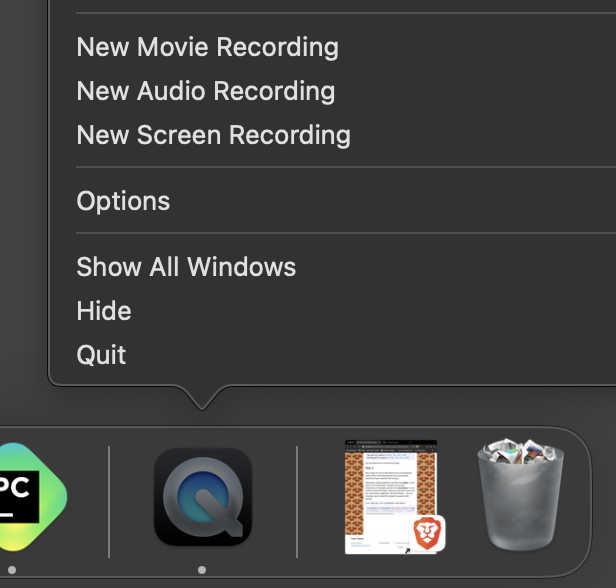 New Movie Recording
New Audio Recording
New Screen Recording
Options
Show All Windows
Hide
Quit
PC